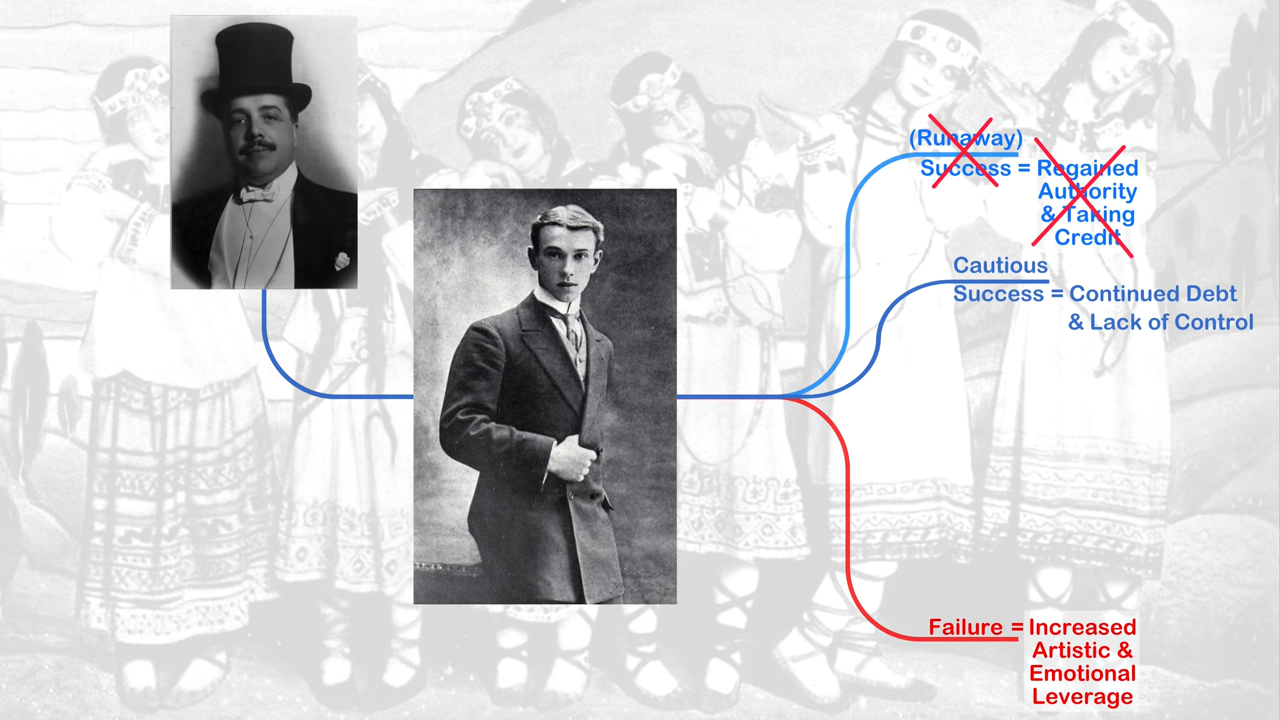 (Runaway)
Success = Regained
Authority
& Taking
Credit
Cautious
Success = Continued Debt
& Lack of Control
Failure = Increased
Artistic &
Emotional
Leverage